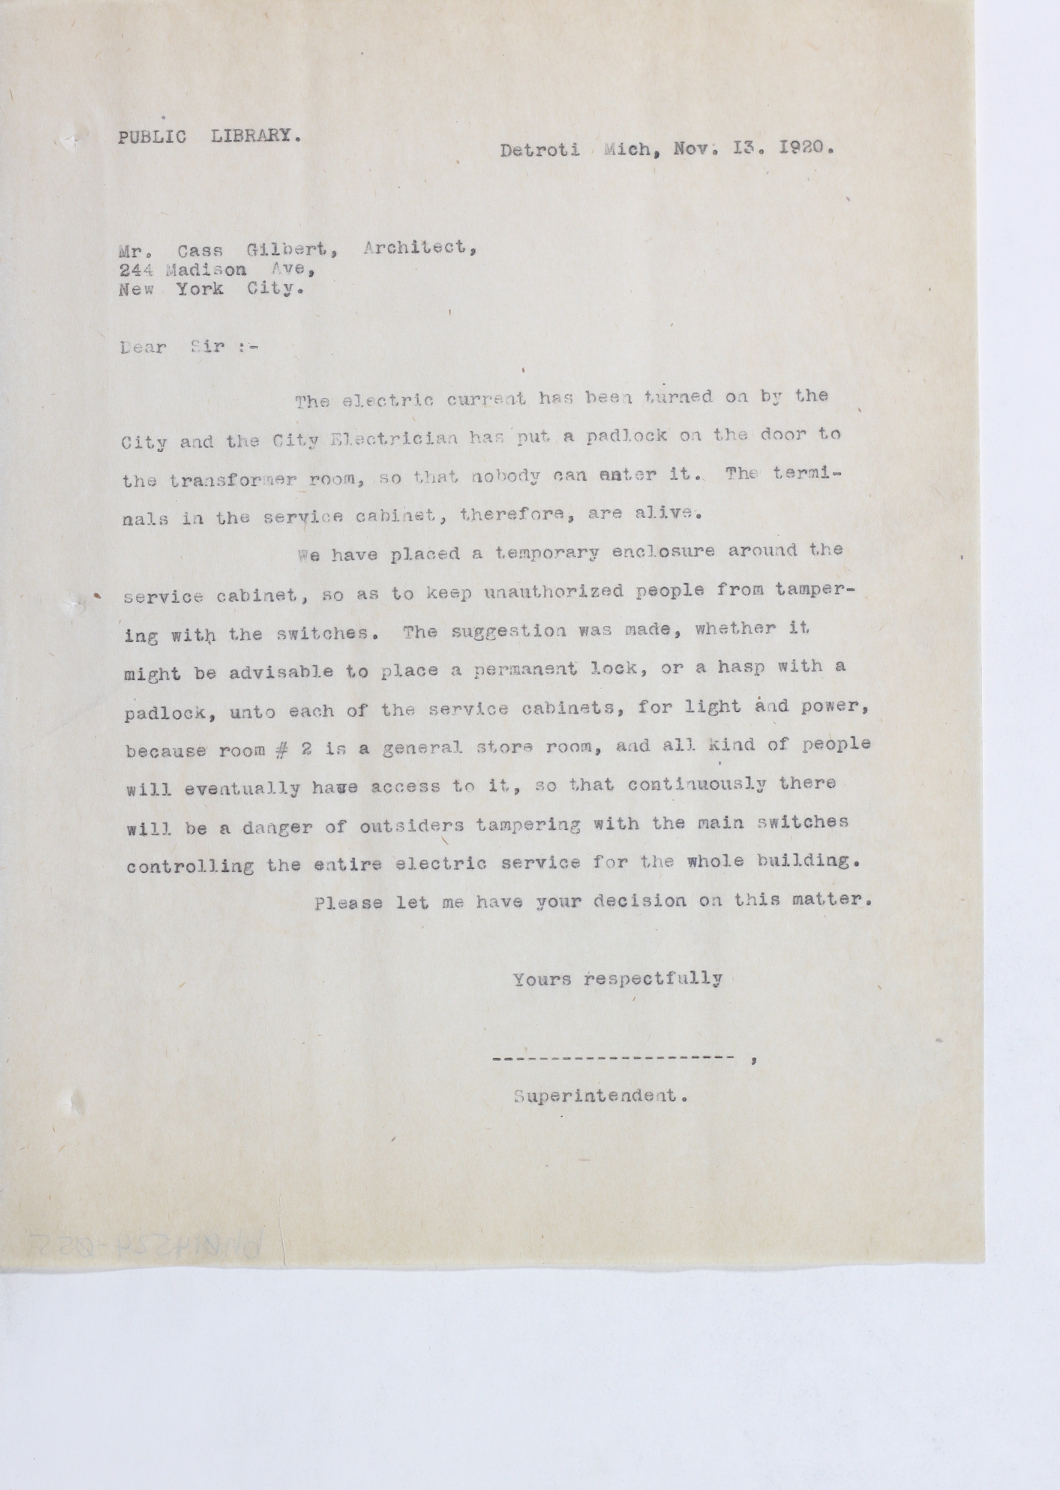 PUBLIC LIBRARY.
Detroti Mich, Nov. I3. I920.
Mr. Cass Gilbert, Architect,
244 Madison Ave,
New York City.
Dear Sir :-
The electric current has been turned on by the
City and the City Electrician has put a padlock on the door to
the transformer room, so that nobody can enter it. The termi-
nals in the service cabinet, therefore, are alive.
We have placed a temporary enclosure around the
service cabinet, so as to keep unauthorized people from tamper-
ing with the switches. The suggestion was made, whether it
might be advisable to place a permanent lock, or a hasp with a
padlock, unto each of the service cabinets, for light and power,
because room # 2 is a general store room, and all kind of people
will eventually have access to it, so that continuously there
will be a danger of outsiders tampering with the main switches
controlling the entire electric service for the whole building.
Please let me have your decision on this matter.
Yours respectfully
--------------------- ,
Superintendent.